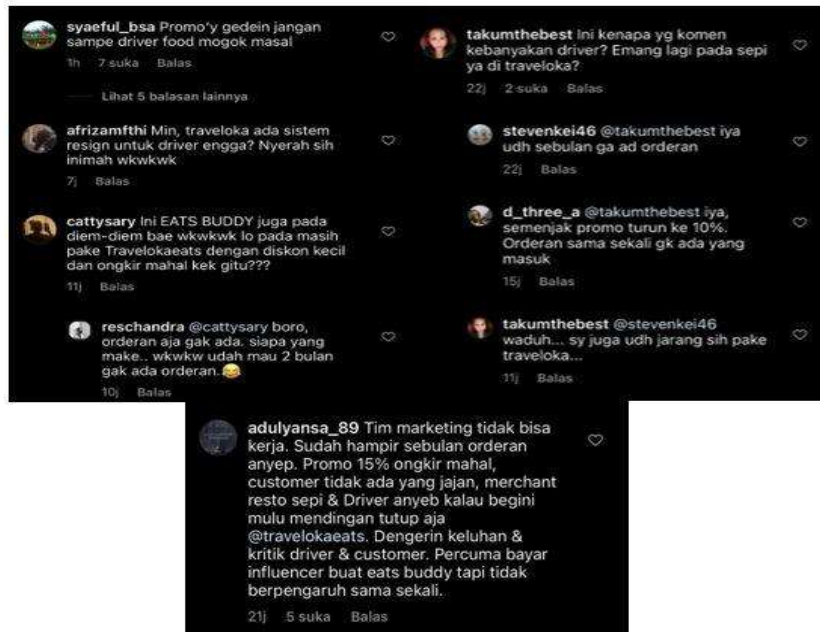 syaeful_bsa Promo'y gedein jangan
sampe driver food mogok masal
1h 7 suka Balas
Lihat 5 balasan lainnya
afrizamfthi Min, traveloka ada sistem
resign untuk driver engga? Nyerah sih
inimah wkwkwk
7j Balas
cattysary Ini EATS BUDDY juga pada
diem-diem bae wkwkwk lo pada masih
pake Travelokaeats dengan diskon kecil
dan ongkir mahal kek gitu???
11j Balas
reschandra @cattysary boro,
orderan aja gak ada. siapa yang
make.. wkwkw udah mau 2 bulan
gak ada orderan.😂
10j Balas
takumthebest Ini kenapa yg komen
kebanyakan driver? Emang lagi pada sepi
ya di traveloka?
22j 2 suka Balas
stevenkei46 @takumthebest iya
udh sebulan ga ad orderan
22j Balas
d_three_a @takumthebest iya,
semenjak promo turun ke 10%.
Orderan sama sekali gk ada yang
masuk
15j Balas
takumthebest @stevenkei46
waduh... sy juga udh jarang sih pake
traveloka...
11j Balas
adulyansa_89 Tim marketing tidak bisa
kerja. Sudah hampir sebulan orderan
anyep. Promo 15% ongkir mahal,
customer tidak ada yang jajan, merchant
resto sepi & Driver anyeb kalau begini
mulu mendingan tutup aja
@travelokaeats. Dengerin keluhan &
kritik driver & customer. Percuma bayar
influencer buat eats buddy tapi tidak
berpengaruh sama sekali.
21j 5 suka Balas